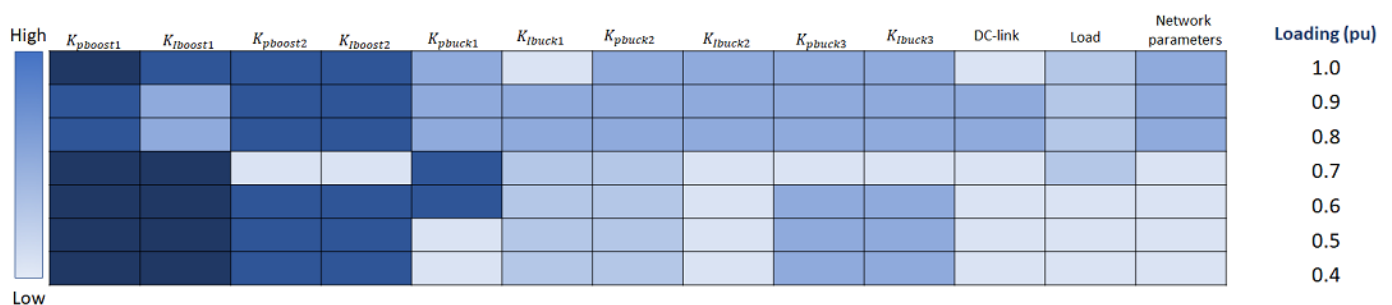 High
K_pboost1 K_Iboost1 K_pboost2 K_Iboost2 K_pbuck1 K_Ibuck1 K_pbuck2 K_Ibuck2 K_pbuck3 K_Ibuck3 DC-link Load Network
parameters
Loading (pu)
1.0
0.9
0.8
0.7
0.6
0.5
0.4
Low